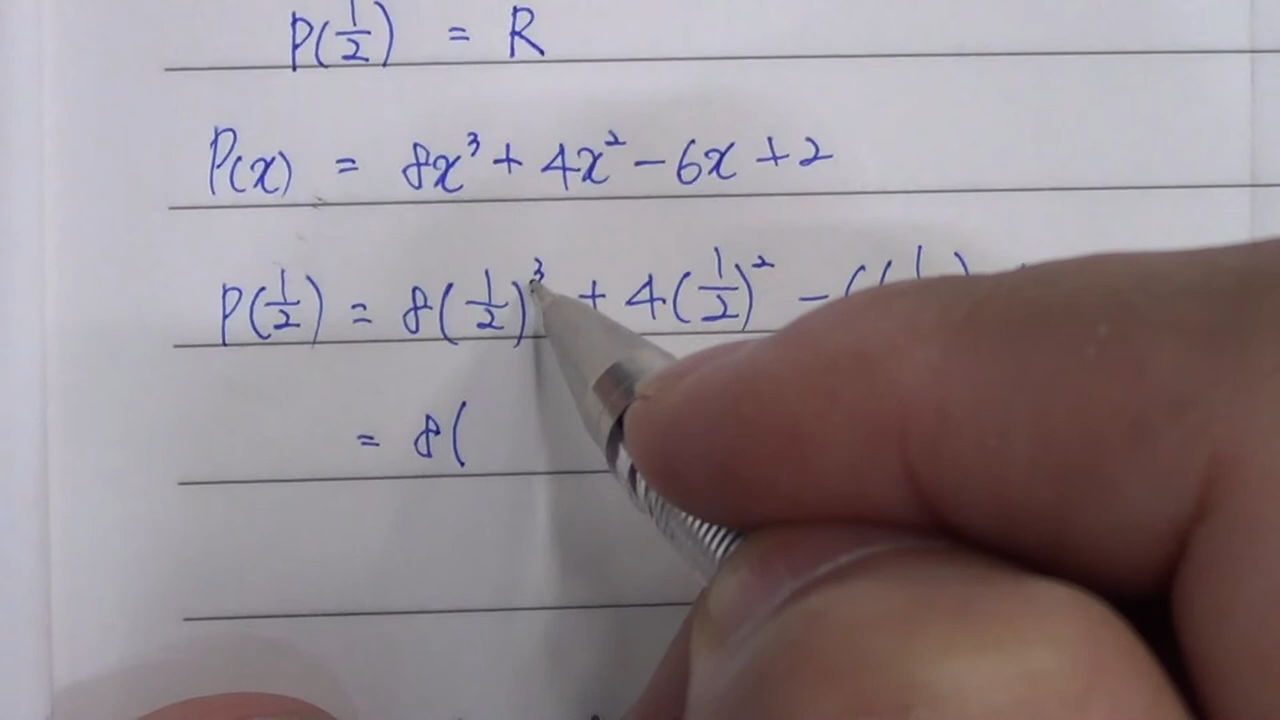 P(1/2) = R
P(x) = 8x³ + 4x² - 6x + 2
P(1/2) = 8(1/2)³ + 4(1/2)² -
= 8(